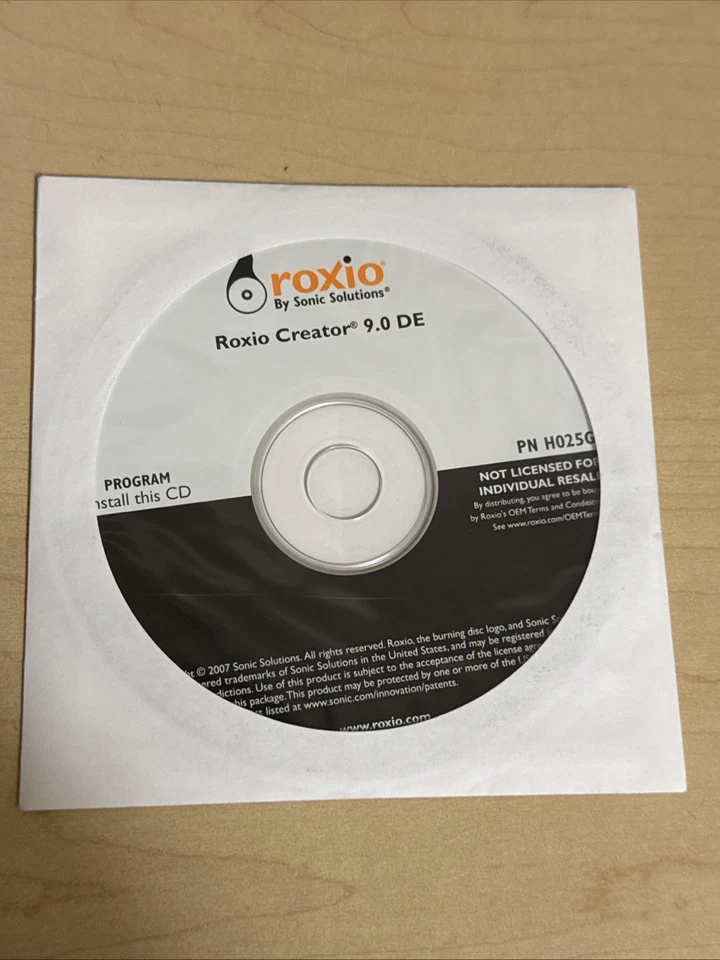 roxio®
By Sonic Solutions®
Roxio Creator® 9.0 DE
PN H025G
PROGRAM
nstall this CD
NOT LICENSED FOR
INDIVIDUAL RESAL
By distributing, you agree to be bou
by Roxio's OEM Terms and Condition
See www.roxio.com/OEMTer
ht © 2007 Sonic Solutions. All rights reserved. Roxio, the burning disc logo, and Sonic S
ered trademarks of Sonic Solutions in the United States, and may be registered i
dictions. Use of this product is subject to the acceptance of the license agr
his package. This product may be protected by one or more of the U
listed at www.sonic.com/innovation/patents.
www.roxio.com